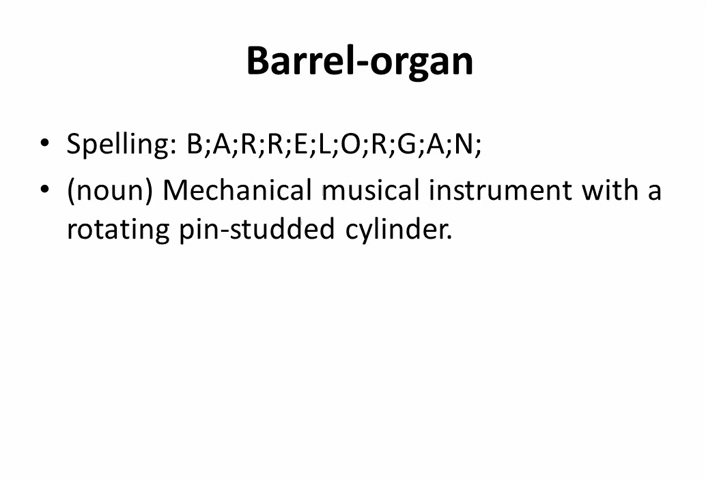 Barrel-organ
• Spelling: B;A;R;R;E;L;O;R;G;A;N;
• (noun) Mechanical musical instrument with a
rotating pin-studded cylinder.